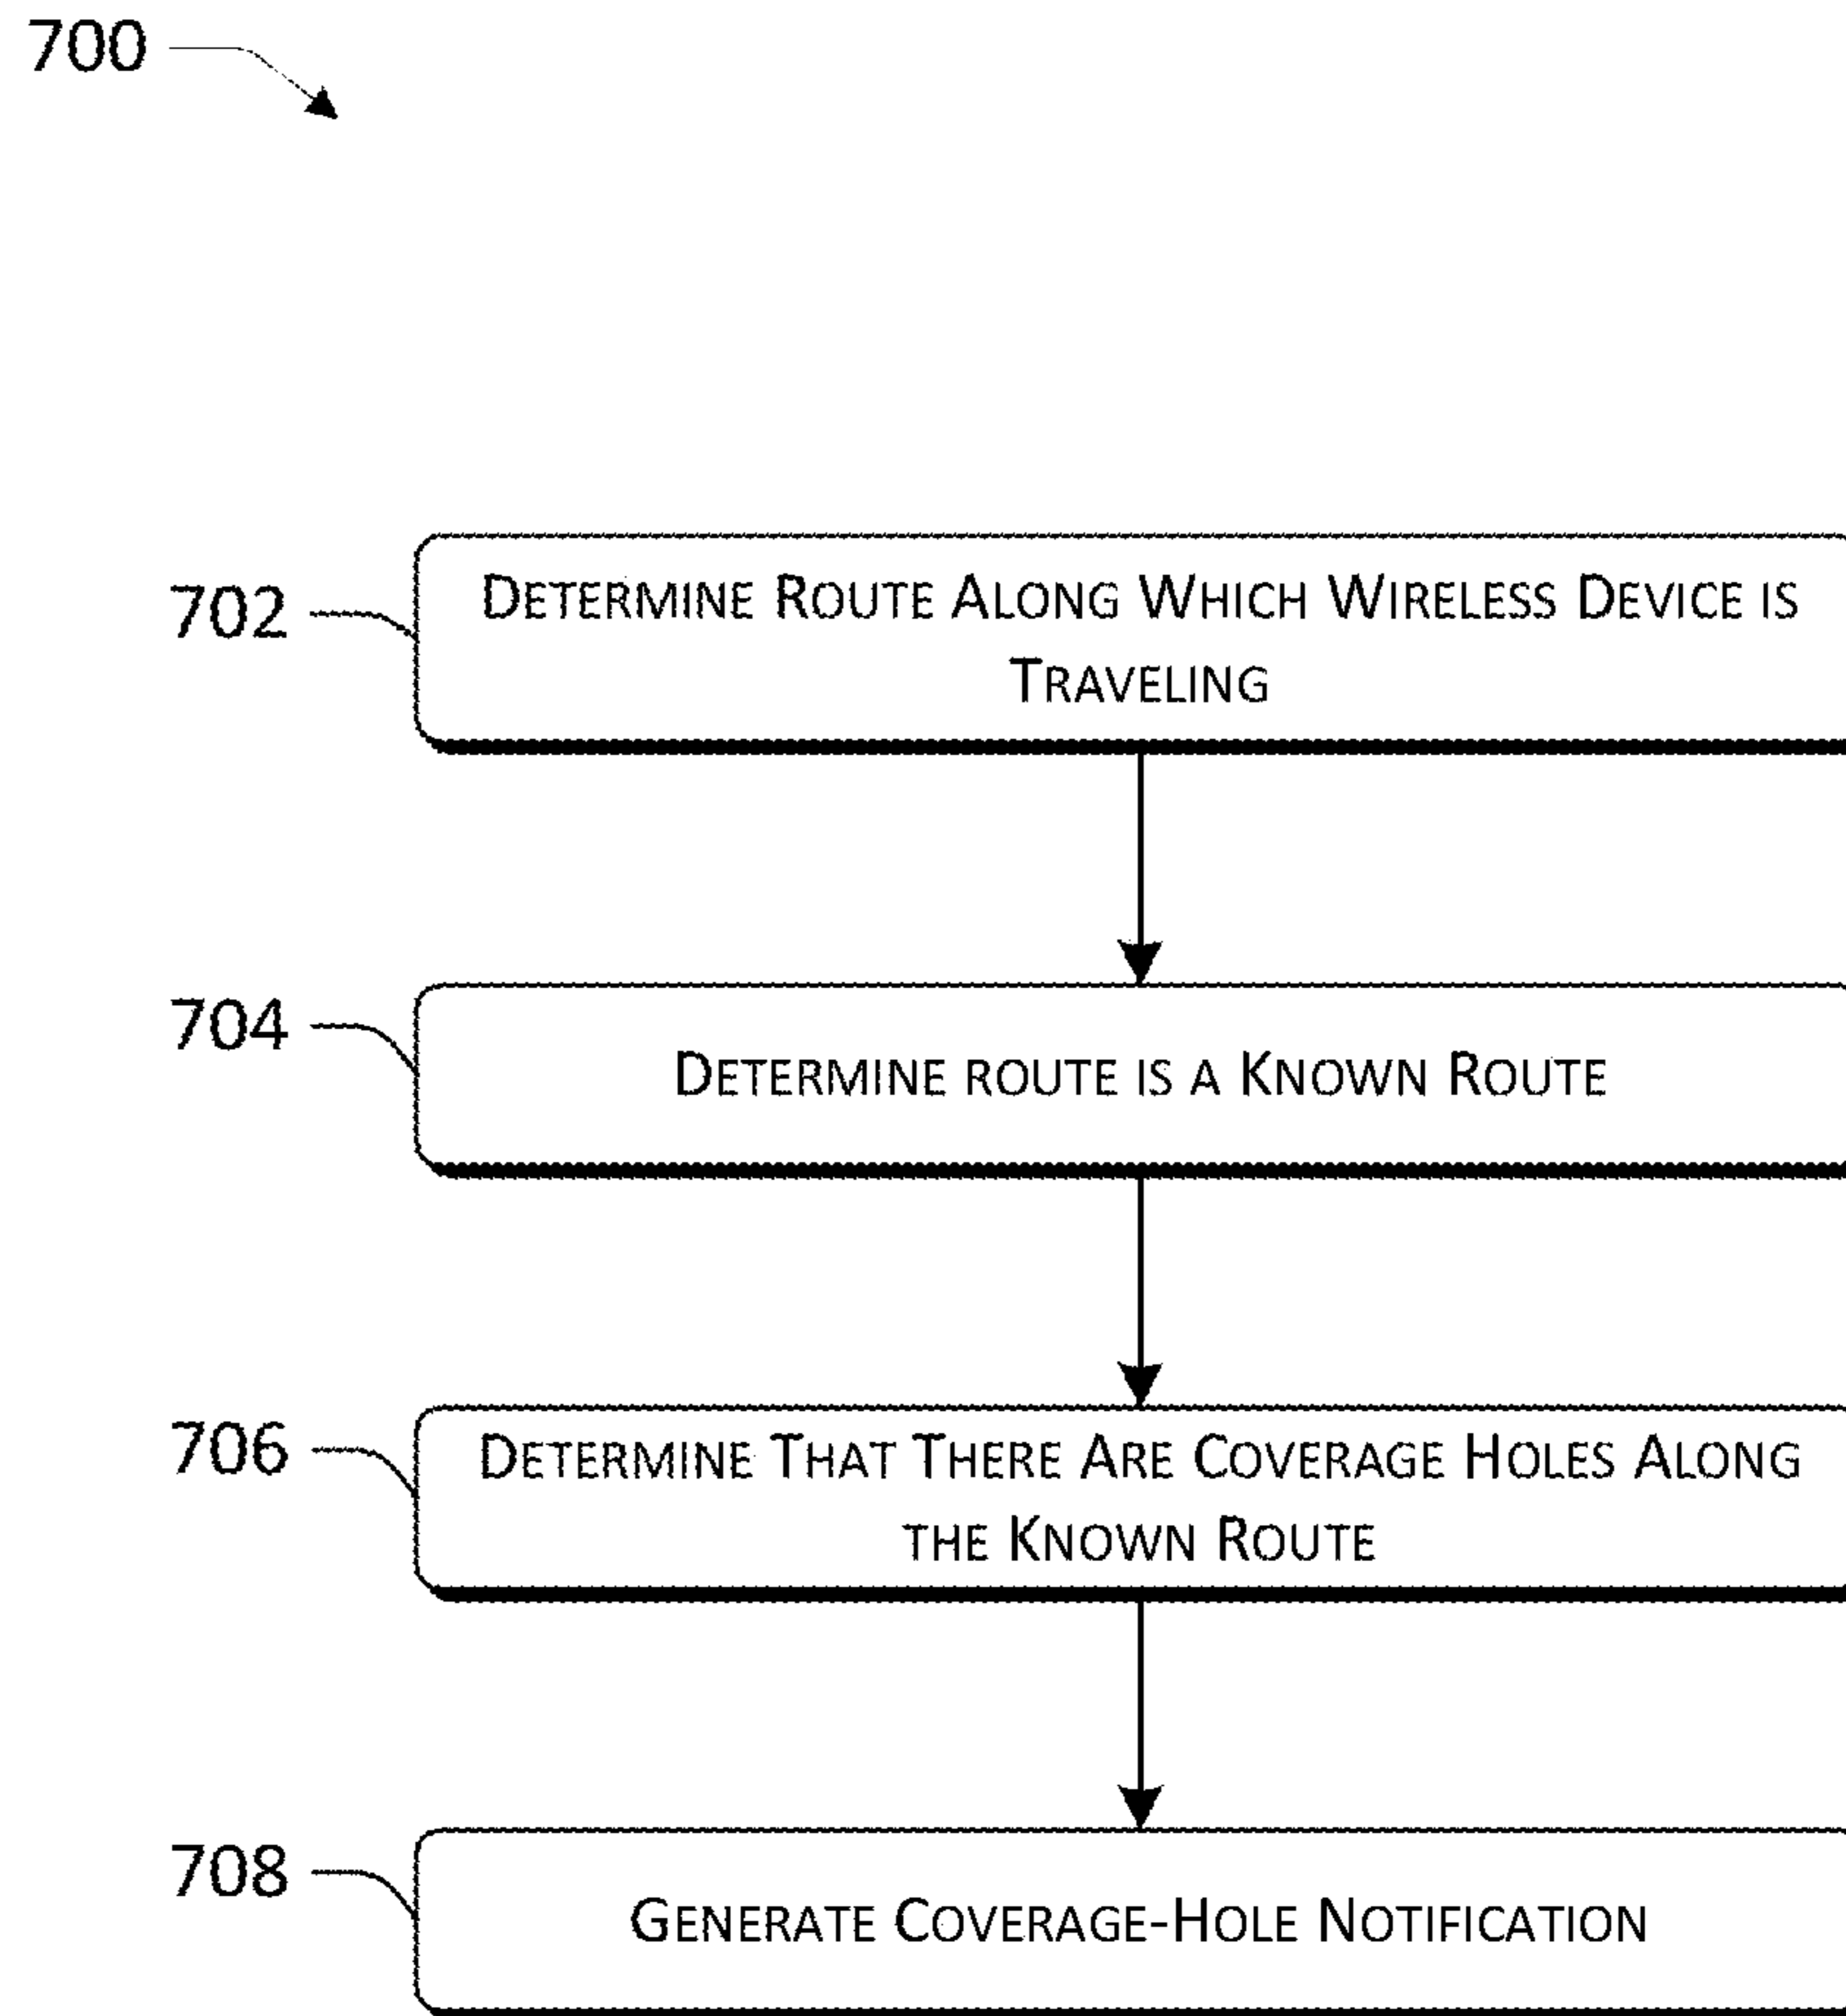 700
702
DETERMINE ROUTE ALONG WHICH WIRELESS DEVICE IS
TRAVELING
704
DETERMINE ROUTE IS A KNOWN ROUTE
706
DETERMINE THAT THERE ARE COVERAGE HOLES ALONG
THE KNOWN ROUTE
708
GENERATE COVERAGE-HOLE NOTIFICATION